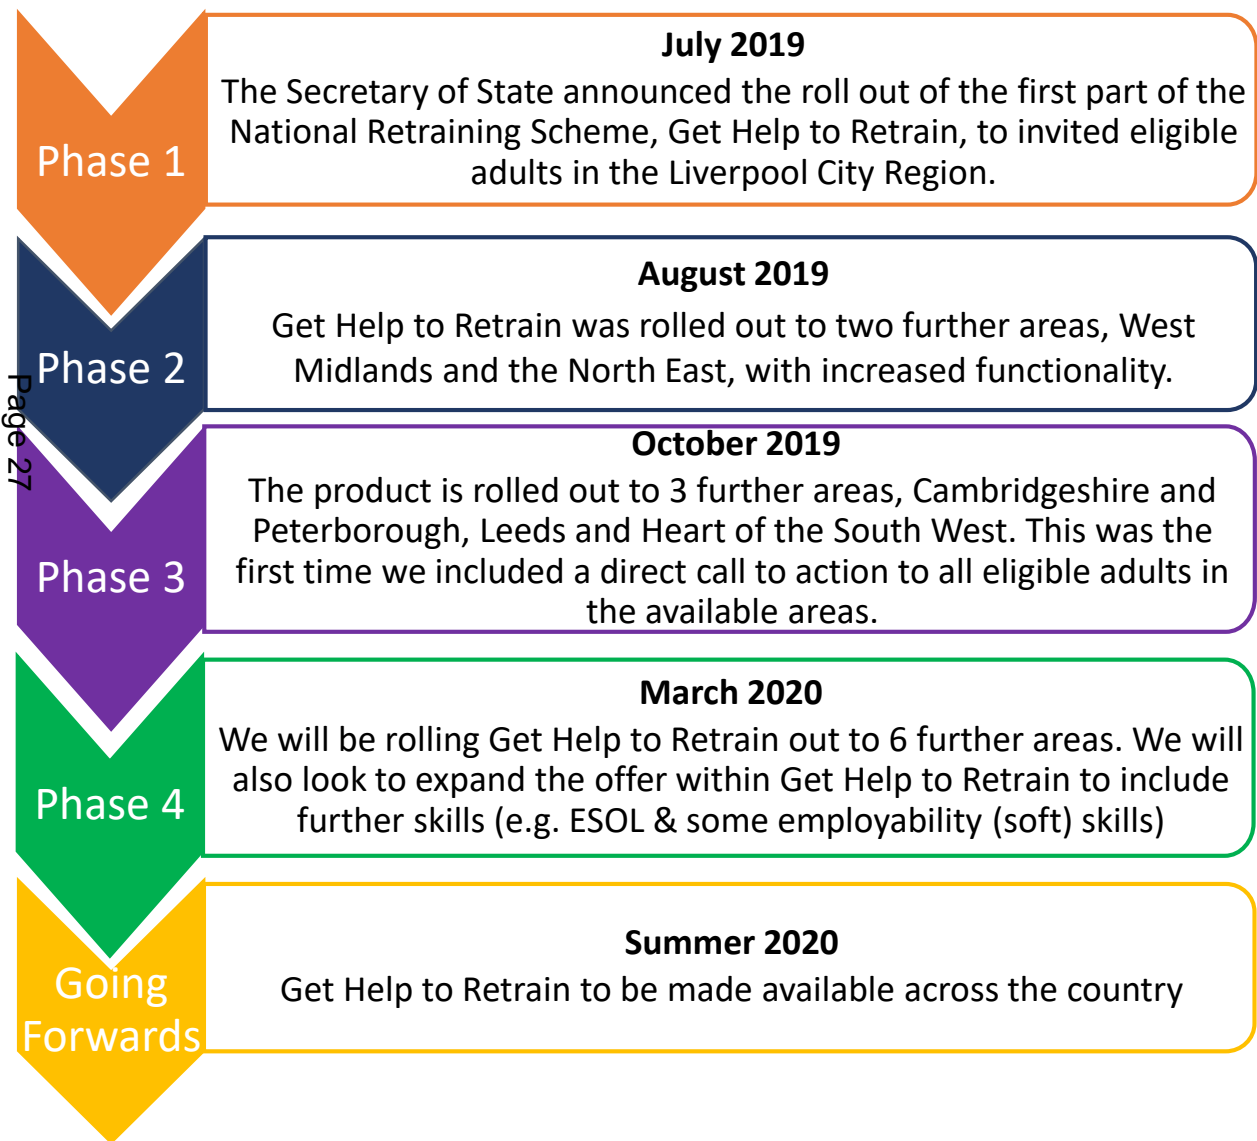 Phase 1
July 2019
The Secretary of State announced the roll out of the first part of the
National Retraining Scheme, Get Help to Retrain, to invited eligible
adults in the Liverpool City Region.
Phase 2
August 2019
Get Help to Retrain was rolled out to two further areas, West
Midlands and the North East, with increased functionality.
Page 27
Phase 3
October 2019
The product is rolled out to 3 further areas, Cambridgeshire and
Peterborough, Leeds and Heart of the South West. This was the
first time we included a direct call to action to all eligible adults in
the available areas.
Phase 4
March 2020
We will be rolling Get Help to Retrain out to 6 further areas. We will
also look to expand the offer within Get Help to Retrain to include
further skills (e.g. ESOL & some employability (soft) skills)
Going
Forwards
Summer 2020
Get Help to Retrain to be made available across the country